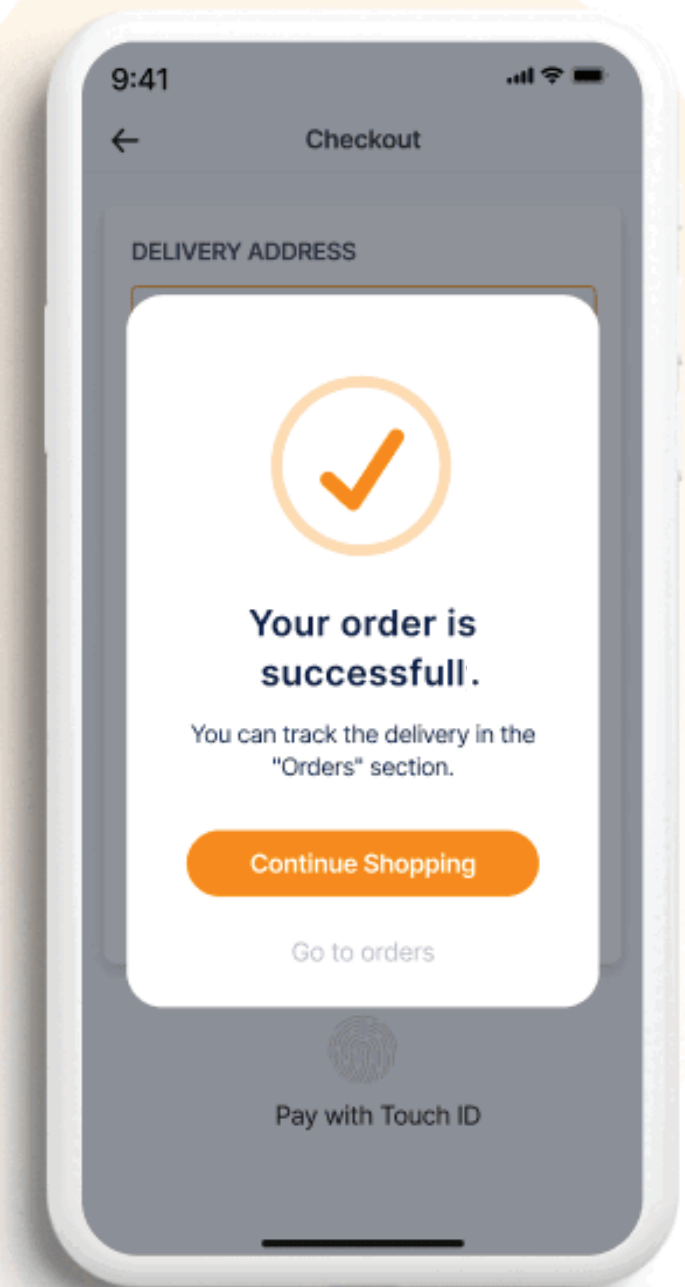 9:41
Checkout
DELIVERY ADDRESS
Your order is
successfull.
You can track the delivery in the
"Orders" section.
Continue Shopping
Go to orders
Pay with Touch ID